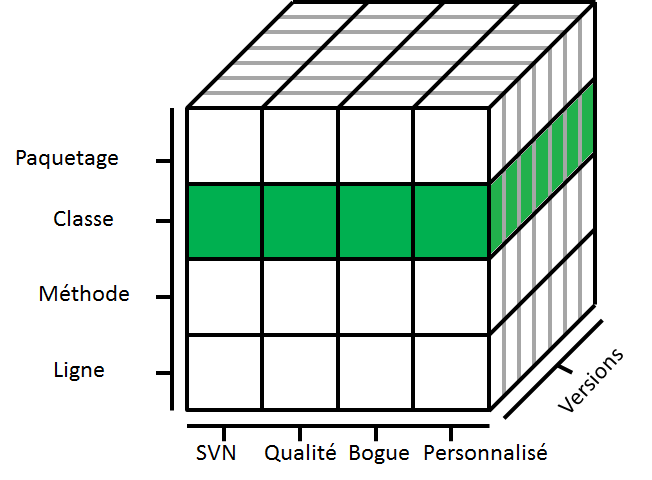 Paquetage
Classe
Méthode
Ligne
Versions
SVN Qualité Bogue Personnalisé